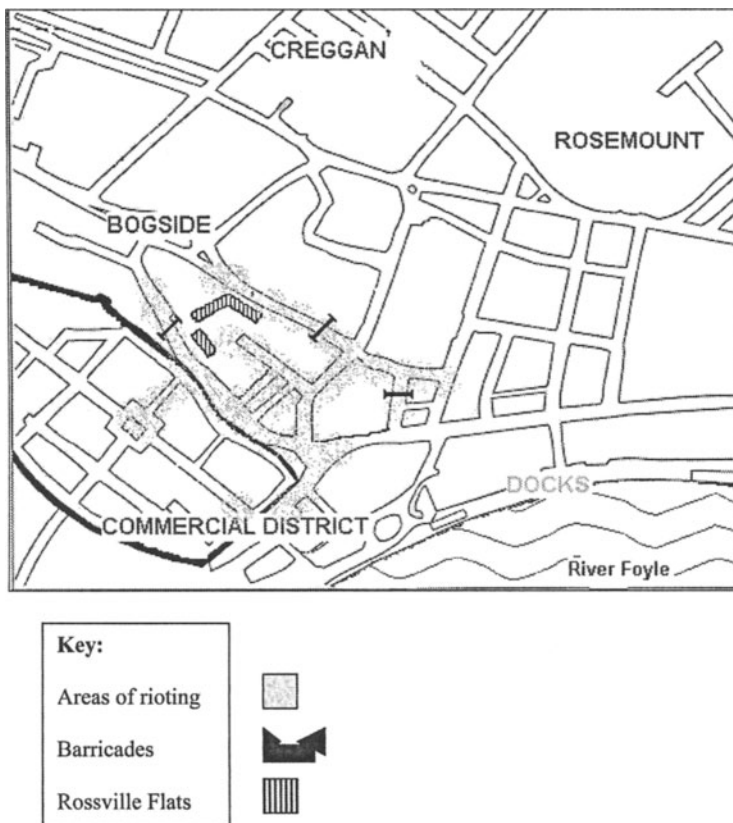 CREGGAN
ROSEMOUNT
BOGSIDE
DOCKS
COMMERCIAL DISTRICT
River Foyle
Key:
Areas of rioting
Barricades
Rossville Flats